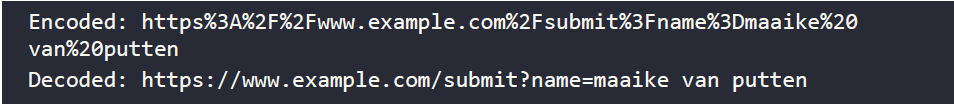 Encoded: https%3A%2F%2Fwww.example.com%2Fsubmit%3Fname%3Dmaaike%20
van%20putten
Decoded: https://www.example.com/submit?name=maaike van putten